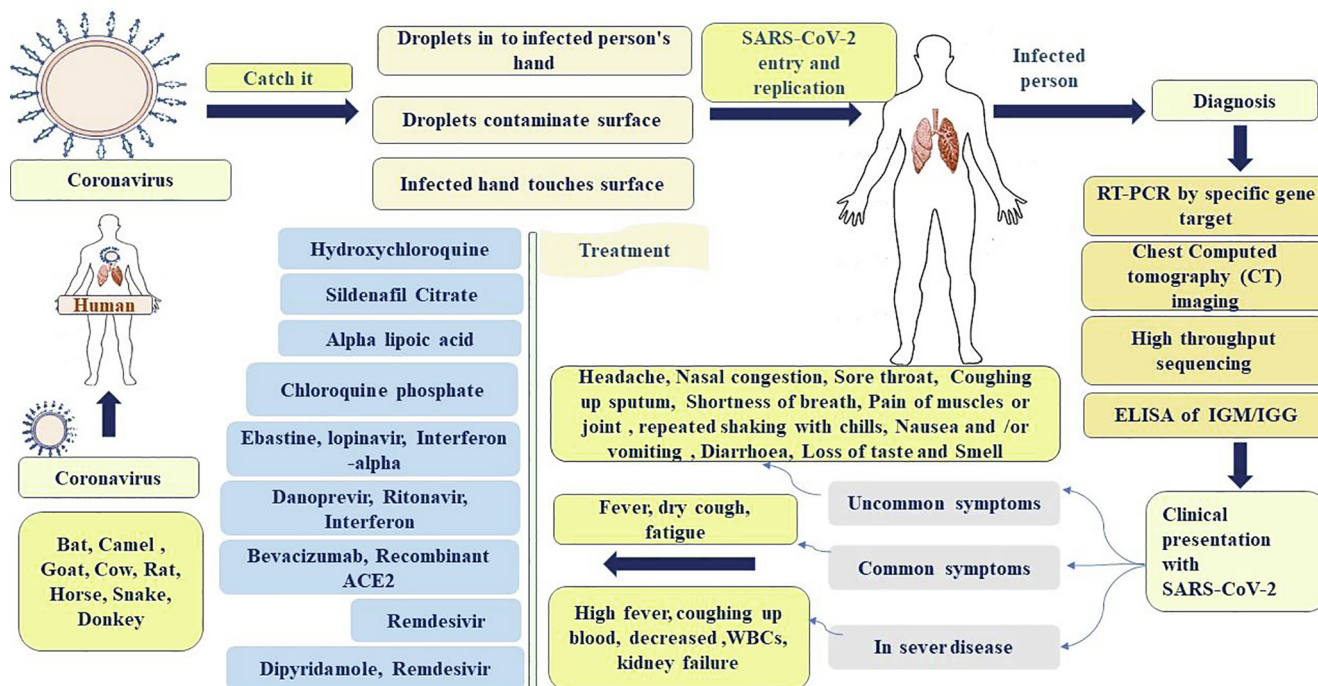 Catch it
Coronavirus
Droplets in to infected person's
hand
Droplets contaminate surface
Infected hand touches surface
SARS-CoV-2
entry and
replication
Infected
person
Diagnosis
RT-PCR by specific gene
target
Chest Computed
tomography (CT)
imaging
High throughput
sequencing
ELISA of IGM/IGG
Human
Coronavirus
Bat, Camel ,
Goat, Cow, Rat,
Horse, Snake,
Donkey
Treatment
Hydroxychloroquine
Sildenafil Citrate
Alpha lipoic acid
Chloroquine phosphate
Ebastine, lopinavir, Interferon
-alpha
Danoprevir, Ritonavir,
Interferon
Bevacizumab, Recombinant
ACE2
Remdesivir
Dipyridamole, Remdesivir
Headache, Nasal congestion, Sore throat, Coughing
up sputum, Shortness of breath, Pain of muscles or
joint , repeated shaking with chills, Nausea and /or
vomiting , Diarrhoea, Loss of taste and Smell
Uncommon symptoms
Fever, dry cough,
fatigue
Common symptoms
High fever, coughing up
blood, decreased ,WBCs,
kidney failure
In sever disease
Clinical
presentation
with
SARS-CoV-2